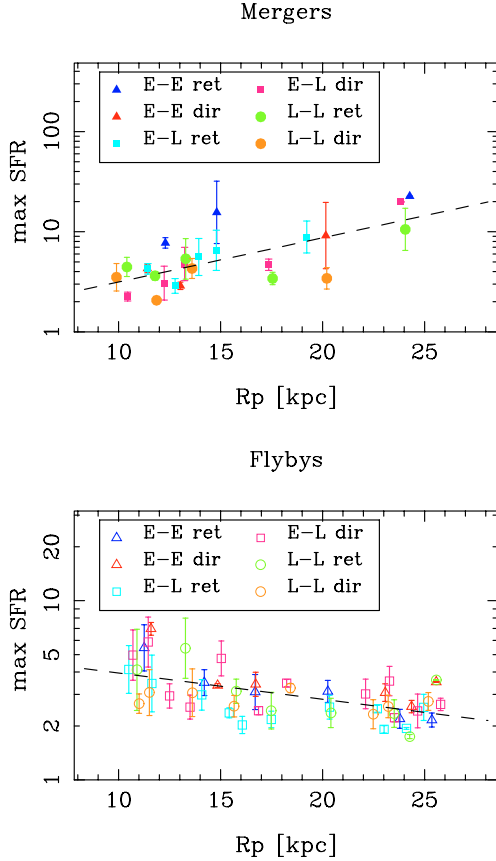 Mergers
max SFR
100
10
1
E−E ret
E−E dir
E−L ret
E−L dir
L−L ret
L−L dir
10 15 20 25
Rp [kpc]
Flybys
max SFR
20
10
5
2
1
E−E ret
E−E dir
E−L ret
E−L dir
L−L ret
L−L dir
10 15 20 25
Rp [kpc]